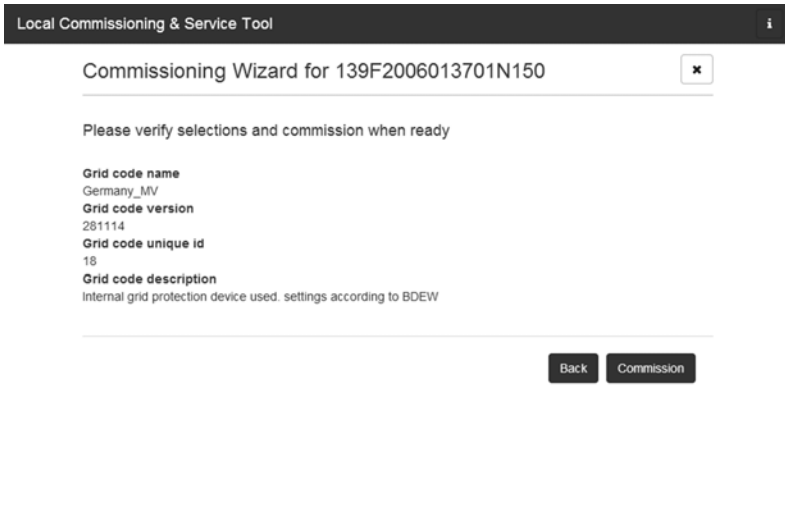 Local Commissioning & Service Tool i
Commissioning Wizard for 139F2006013701N150
Please verify selections and commission when ready
Grid code name
Germany_MV
Grid code version
281114
Grid code unique id
18
Grid code description
Internal grid protection device used. settings according to BDEW
Back Commission